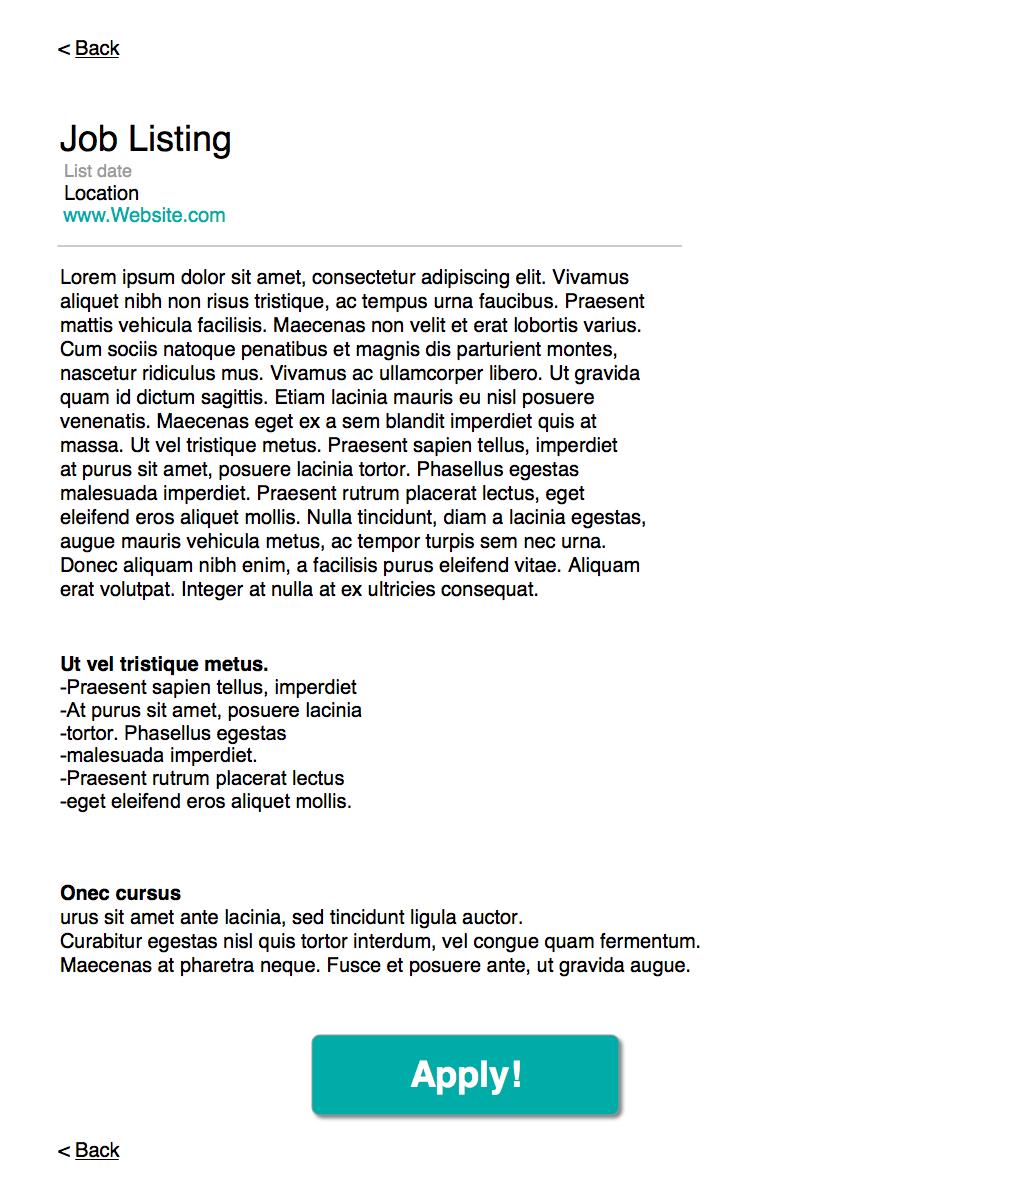 < Back
Job Listing
List date
Location
www.Website.com
Lorem ipsum dolor sit amet, consectetur adipiscing elit. Vivamus
aliquet nibh non risus tristique, ac tempus urna faucibus. Praesent
mattis vehicula facilisis. Maecenas non velit et erat lobortis varius.
Cum sociis natoque penatibus et magnis dis parturient montes,
nascetur ridiculus mus. Vivamus ac ullamcorper libero. Ut gravida
quam id dictum sagittis. Etiam lacinia mauris eu nisl posuere
venenatis. Maecenas eget ex a sem blandit imperdiet quis at
massa. Ut vel tristique metus. Praesent sapien tellus, imperdiet
at purus sit amet, posuere lacinia tortor. Phasellus egestas
malesuada imperdiet. Praesent rutrum placerat lectus, eget
eleifend eros aliquet mollis. Nulla tincidunt, diam a lacinia egestas,
augue mauris vehicula metus, ac tempor turpis sem nec urna.
Donec aliquam nibh enim, a facilisis purus eleifend vitae. Aliquam
erat volutpat. Integer at nulla at ex ultricies consequat.
Ut vel tristique metus.
-Praesent sapien tellus, imperdiet
-At purus sit amet, posuere lacinia
-tortor. Phasellus egestas
-malesuada imperdiet.
-Praesent rutrum placerat lectus
-eget eleifend eros aliquet mollis.
Onec cursus
urus sit amet ante lacinia, sed tincidunt ligula auctor.
Curabitur egestas nisl quis tortor interdum, vel congue quam fermentum.
Maecenas at pharetra neque. Fusce et posuere ante, ut gravida augue.
Apply!
< Back